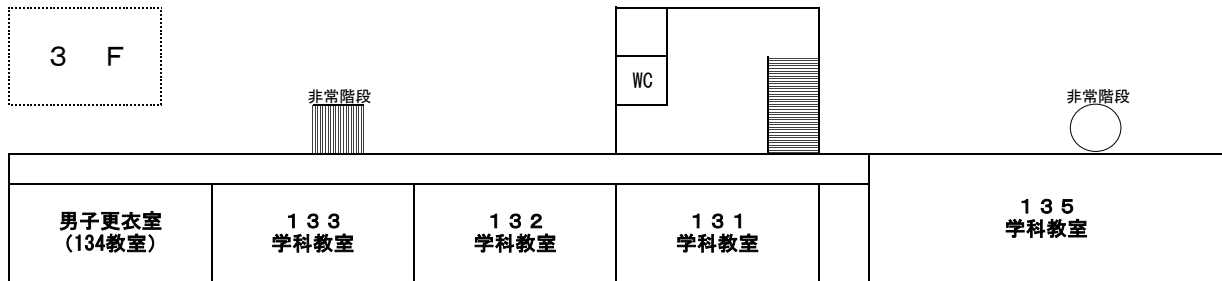 ３　Ｆ
WC
非常階段
非常階段
男子更衣室
（134教室）
１３３
学科教室
１３２
学科教室
１３１
学科教室
１３５
学科教室